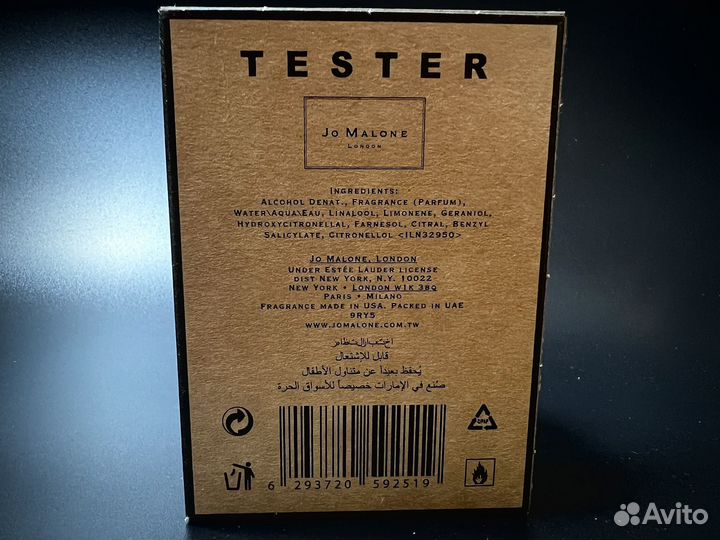 TESTER
JO MALONE
LONDON
INGREDIENTS:
ALCOHOL DENAT., FRAGRANCE (PARFUM),
WATER\AQUA\EAU, LINALOOL, LIMONENE, GERANIOL,
HYDROXYCITRONELLAL, FARNESOL, CITRAL, BENZYL
SALICYLATE, CITRONELLOL <ILN32950>
JO MALONE, LONDON
UNDER ESTÉE LAUDER LICENSE
DIST NEW YORK, N.Y. 10022
NEW YORK • LONDON W1K 3BQ
PARIS • MILANO
FRAGRANCE MADE IN USA. PACKED IN UAE
9RY5
WWW.JOMALONE.COM.TW
قابل للإشتعال
يُحفظ بعيداً عن متناول الأطفال
صنع في الإمارات خصيصاً للأسواق الحرة
6 293720 592519
Avito